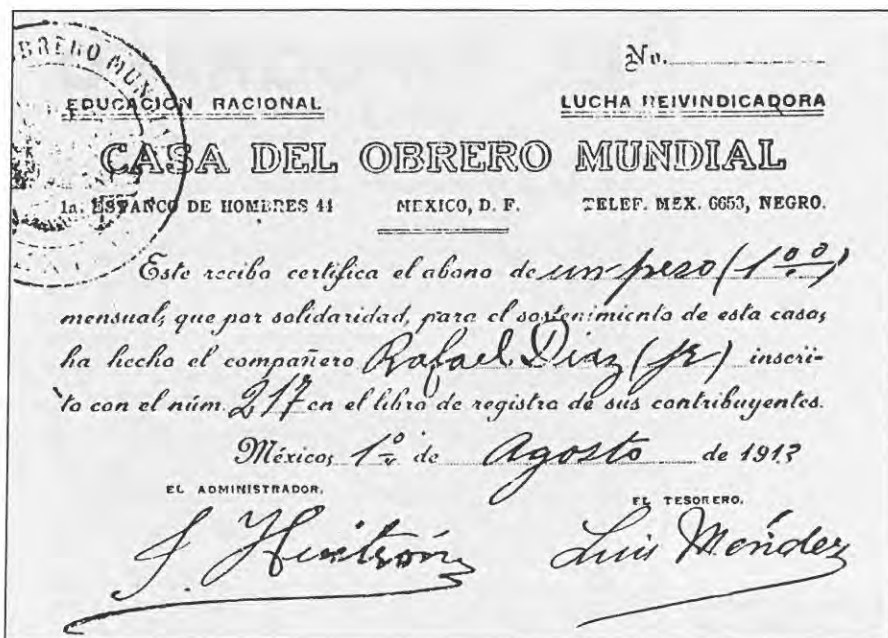 OBRERO MUN
No.
EDUCACIÓN RACIONAL
LUCHA REIVINDICADORA
CASA DEL OBRERO MUNDIAL
1a. ESTANCO DE HOMBRES 44 MEXICO, D. F. TELEF. MEX. 6653, NEGRO.
Este recibo certifica el abono de un peso (1 00)
mensual, que por solidaridad, para el sostenimiento de esta casa,
ha hecho el compañero Rafael Diaz inscri-
to con el núm. 217 en el libro de registro de sus contribuyentes.
México, 1º de Agosto de 1913
EL ADMINISTRADOR.
EL TESORERO.
J. Huitrón
Luis Méndez